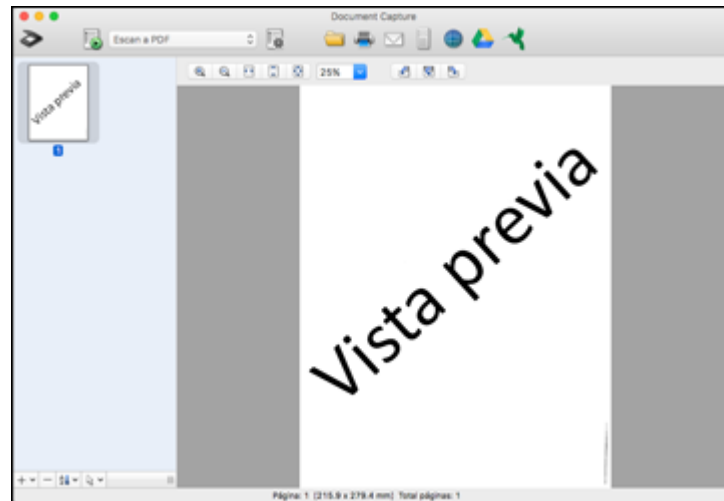 Document Capture
Escan a PDF
25%
Vista previa
1
Vista previa
Página: 1 (215.9 x 279.4 mm) Total páginas: 1